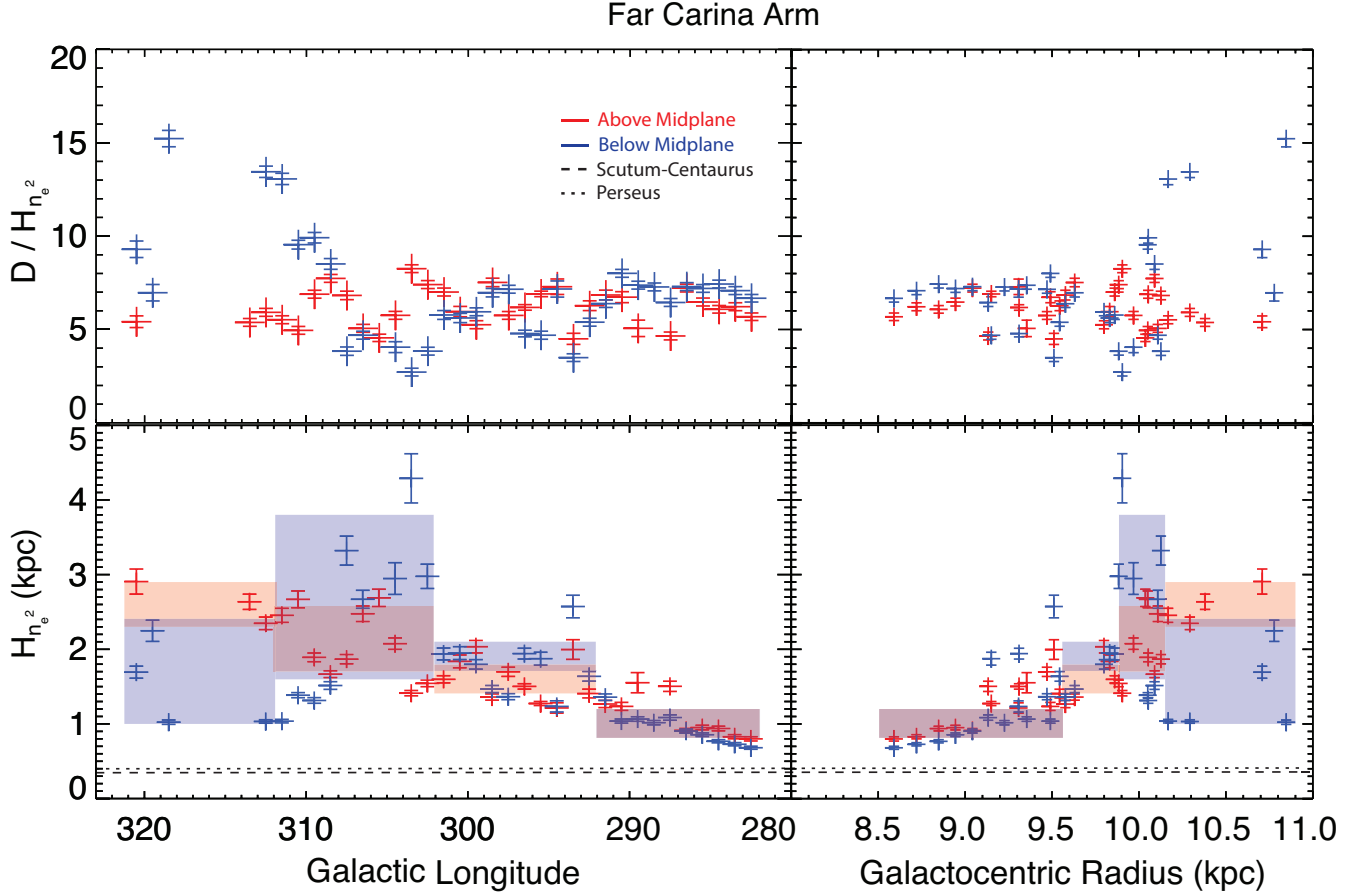 Far Carina Arm
20
15
10
5
0
D / H_{n_e^2}
Above Midplane
Below Midplane
Scutum-Centaurus
Perseus
5
4
3
2
1
0
H_{n_e^2} (kpc)
320 310 300 290 280
8.5 9.0 9.5 10.0 10.5 11.0
Galactic Longitude
Galactocentric Radius (kpc)